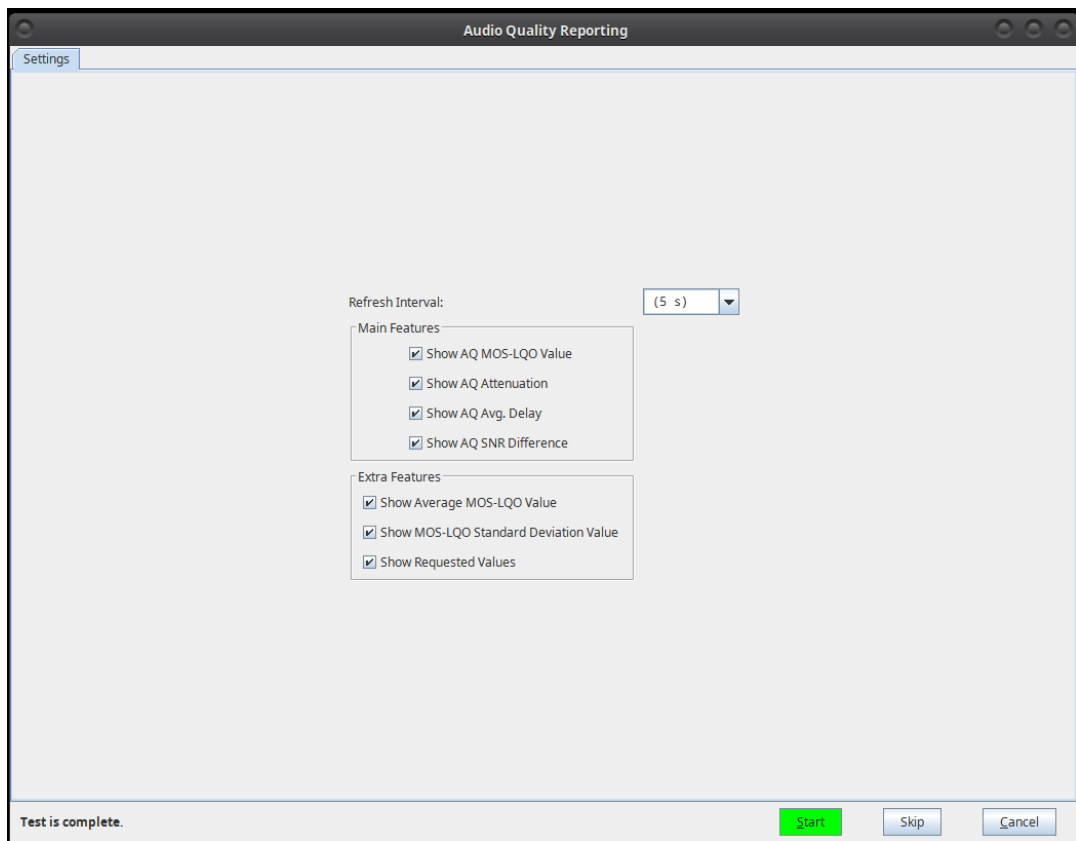 Audio Quality Reporting
Settings
Refresh Interval: (5 s)
Main Features
Show AQ MOS-LQO Value
Show AQ Attenuation
Show AQ Avg. Delay
Show AQ SNR Difference
Extra Features
Show Average MOS-LQO Value
Show MOS-LQO Standard Deviation Value
Show Requested Values
Test is complete. Start Skip Cancel